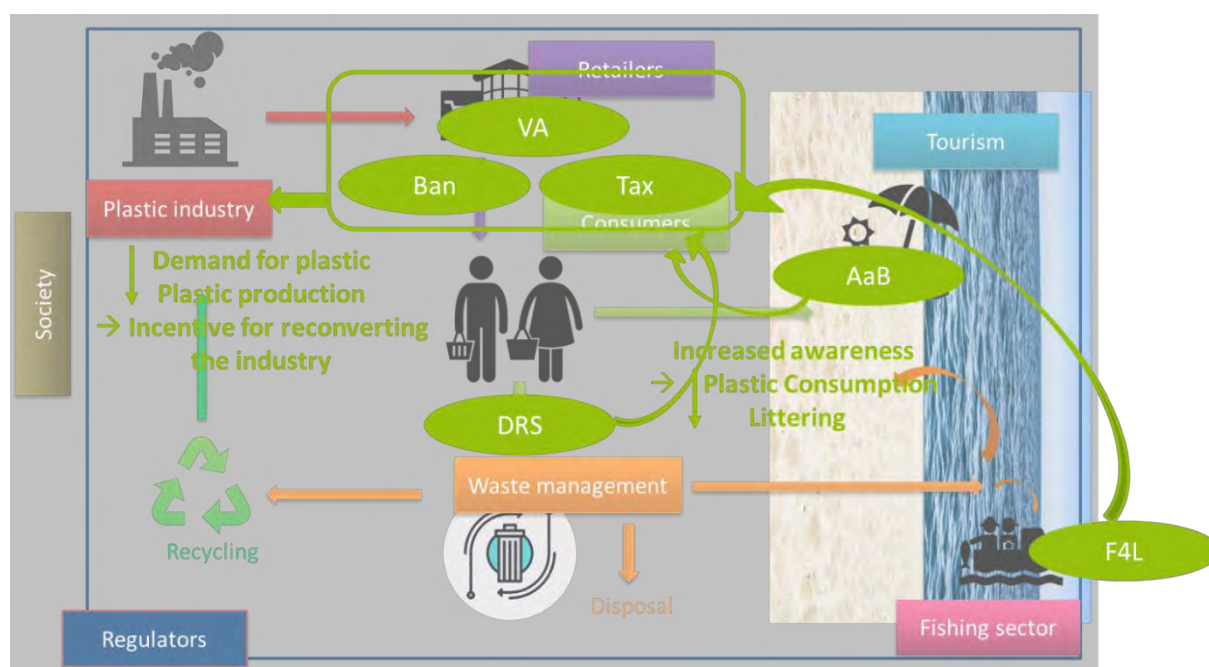 Retailers
VA
Tourism
Ban
Tax
Plastic industry
Consumers
Society
Demand for plastic
Plastic production
→ Incentive for reconverting
the industry
AaB
Increased awareness
→ Plastic Consumption
Littering
DRS
Waste management
Recycling
F4L
Disposal
Regulators
Fishing sector